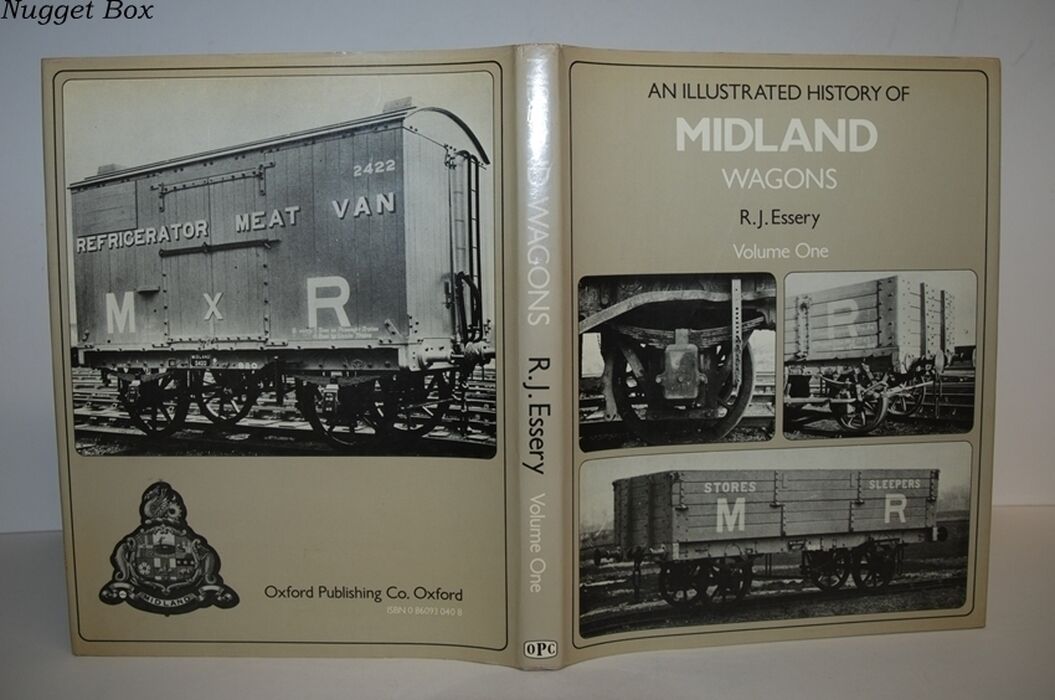 Nugget Box
2422
REFRIGERATOR MEAT VAN
M X R
MIDLAND
MIDLAND
Oxford Publishing Co. Oxford
ISBN 0 86093 040 8
WAGONS R.J. Essery Volume One
OPC
AN ILLUSTRATED HISTORY OF
MIDLAND
WAGONS
R.J. Essery
Volume One
R
STORES SLEEPERS
M R